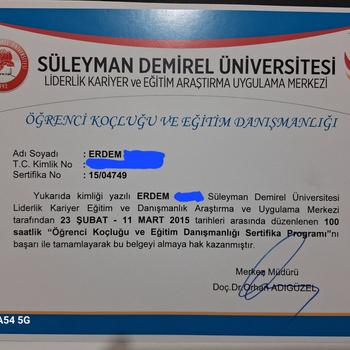 SÜLEYMAN DEMİREL ÜNİVERSİTESİ
LİDERLİK KARİYER ve EĞİTİM ARAŞTIRMA UYGULAMA MERKEZİ
ÖĞRENCİ KOÇLUĞU VE EĞİTİM DANIŞMANLIĞI
Adı Soyadı : ERDEM
T.C. Kimlik No :
Sertifika No : 15/04749
Yukarıda kimliği yazılı ERDEM Süleyman Demirel Üniversitesi
Liderlik Kariyer Eğitim ve Danışmanlık Araştırma ve Uygulama Merkezi
tarafından 23 ŞUBAT - 11 MART 2015 tarihleri arasında düzenlenen 100
saatlik "Öğrenci Koçluğu ve Eğitim Danışmanlığı Sertifika Programı"nı
başarı ile tamamlayarak bu belgeyi almaya hak kazanmıştır.
Merkez Müdürü
Doç.Dr.Orhan ADIGÜZEL
A54 5G